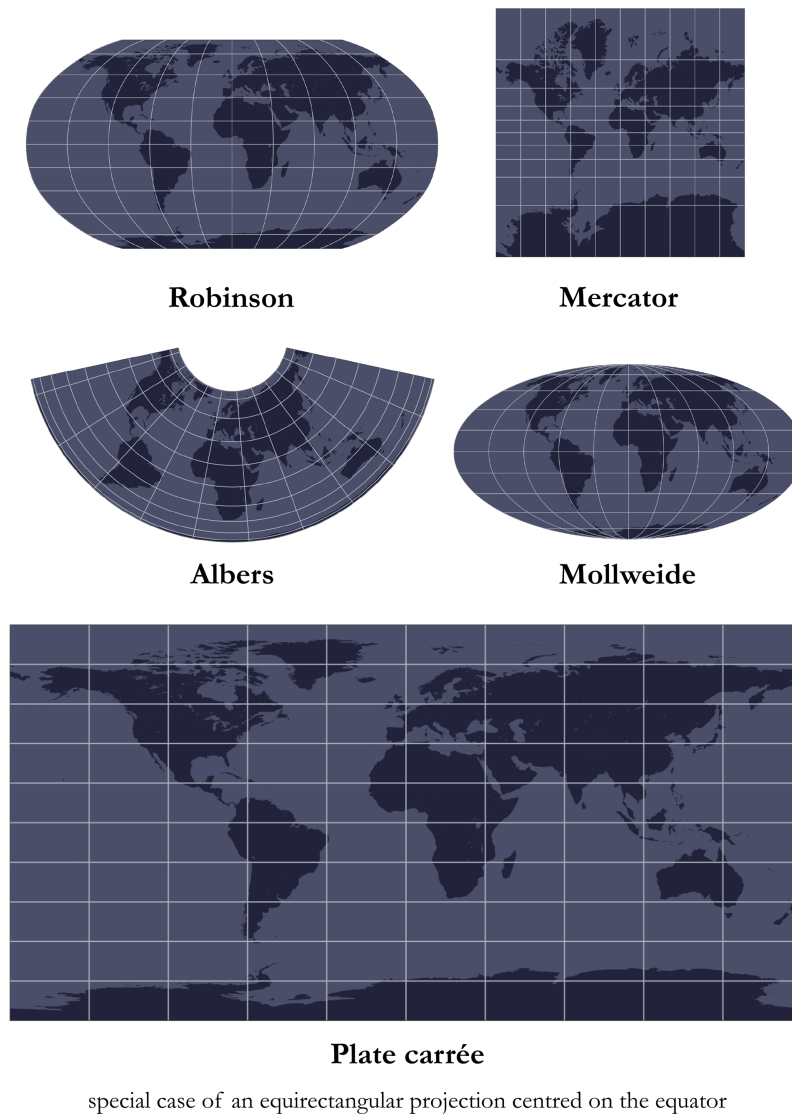 Robinson
Mercator
Albers
Mollweide
Plate carrée
special case of an equirectangular projection centred on the equator